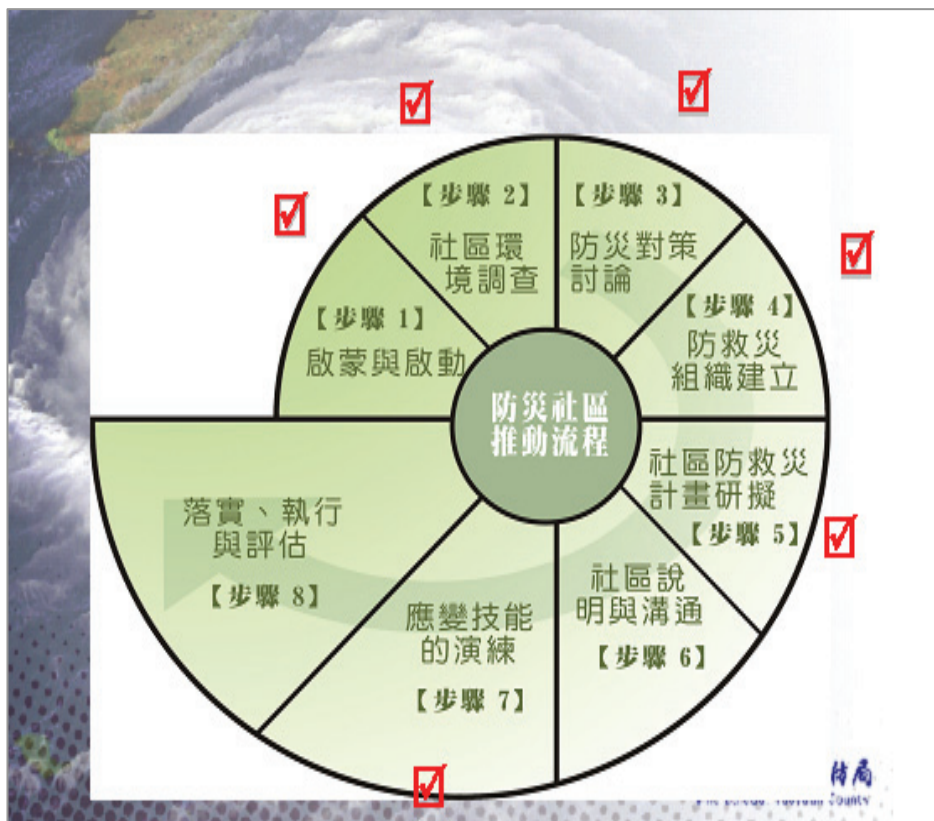 【步驟 1】
啟蒙與啟動
【步驟 2】
社區環
境調查
【步驟 3】
防災對策
討論
【步驟 4】
防救災
組織建立
社區防救災
計畫研擬
【步驟 5】
社區說
明與溝通
【步驟 6】
應變技能
的演練
【步驟 7】
落實、執行
與評估
【步驟 8】
防災社區
推動流程
局
County